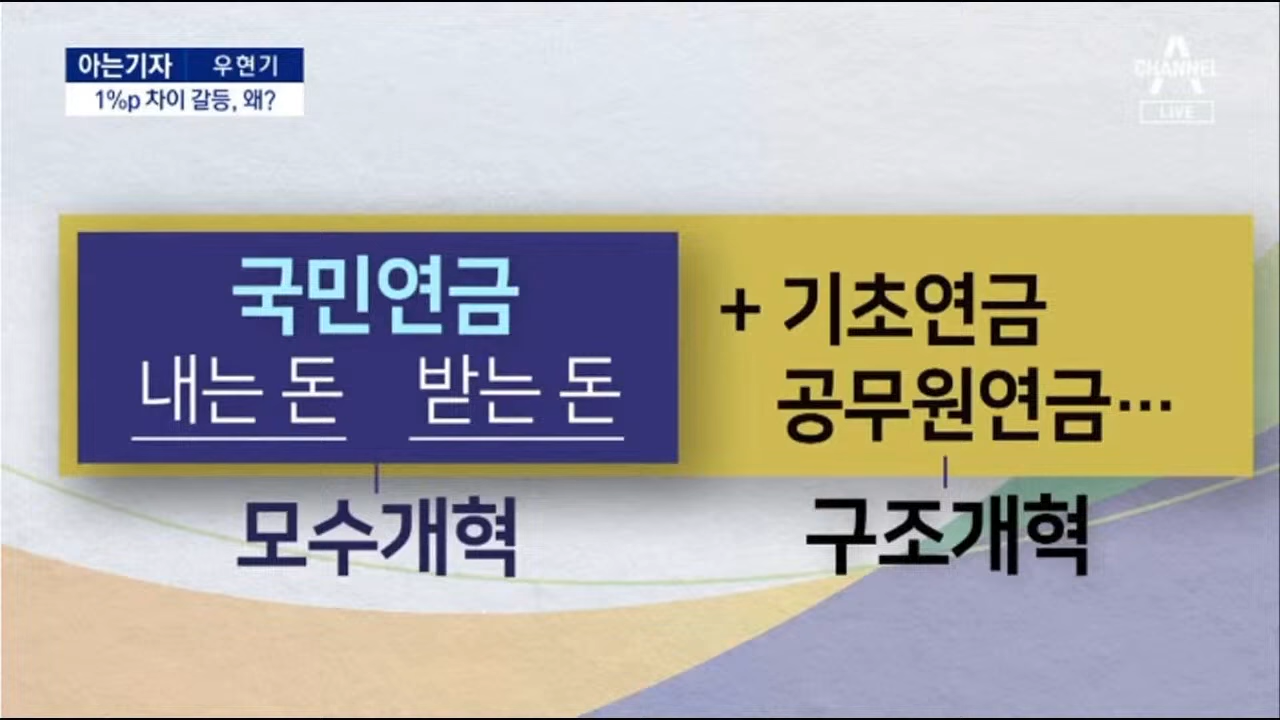 아는기자 우현기
1%p 차이 갈등, 왜?
CHANNEL A
LIVE
국민연금
내는 돈 받는 돈
+ 기초연금
공무원연금…
모수개혁
구조개혁